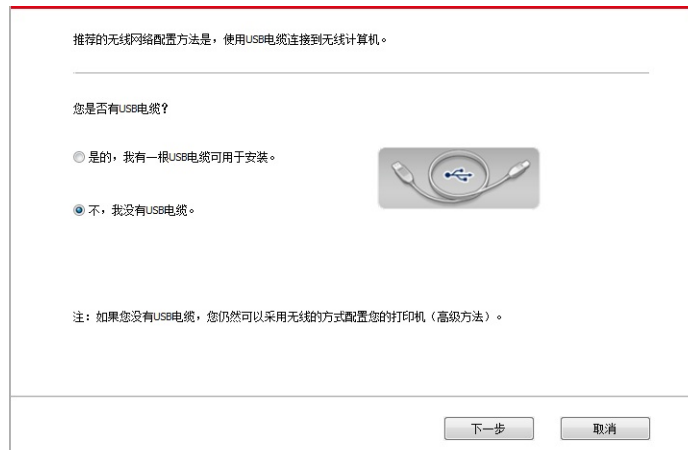 推荐的无线网络配置方法是，使用USB电缆连接到无线计算机。
您是否有USB电缆？
是的，我有一根USB电缆可用于安装。
不，我没有USB电缆。
注：如果您没有USB电缆，您仍然可以采用无线的方式配置您的打印机（高级方法）。
下一步 取消